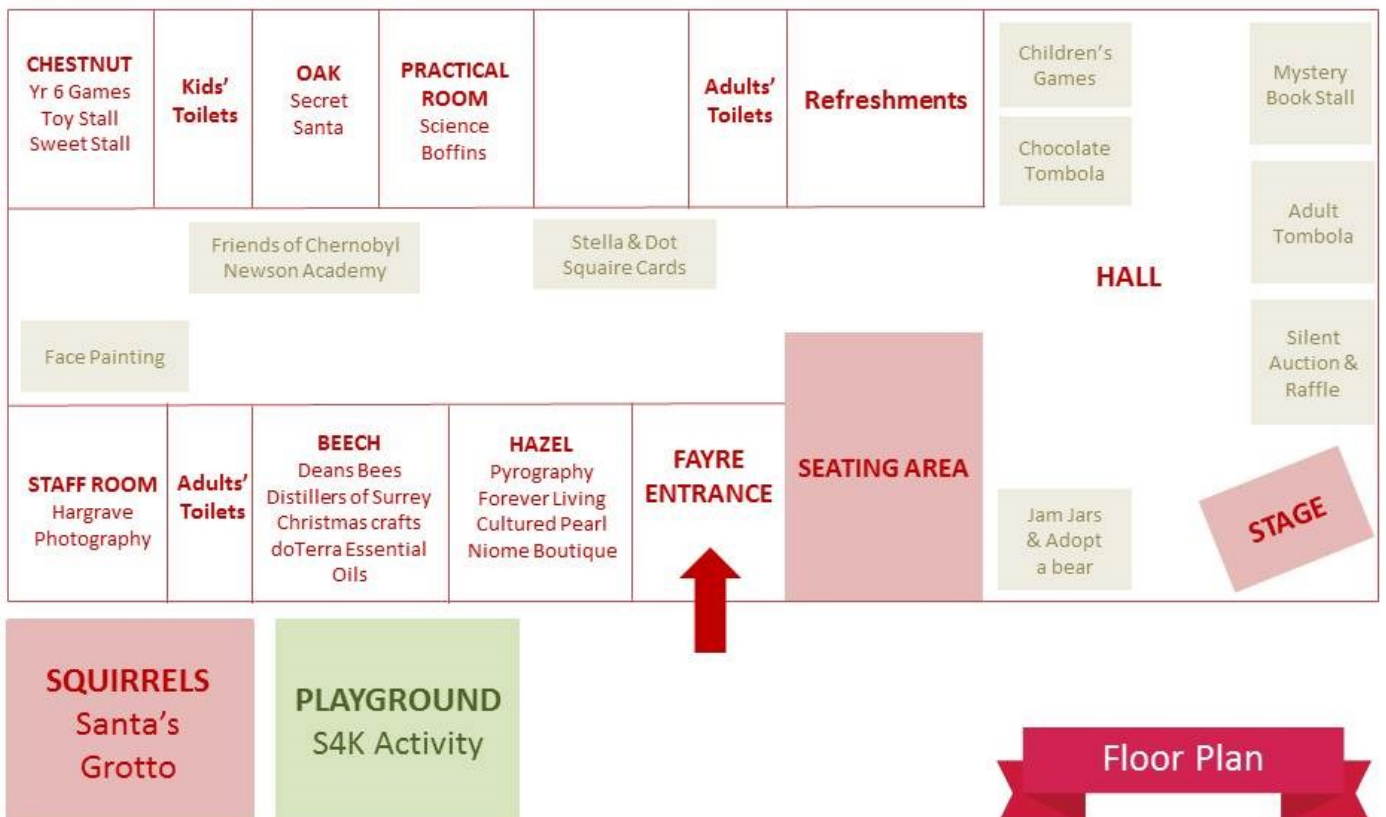 CHESTNUT
Yr 6 Games
Toy Stall
Sweet Stall
Kids'
Toilets
OAK
Secret
Santa
PRACTICAL
ROOM
Science
Boffins
Adults'
Toilets
Refreshments
Children's
Games
Chocolate
Tombola
Mystery
Book Stall
Adult
Tombola
Silent
Auction &
Raffle
HALL
Friends of Chernobyl
Newson Academy
Stella & Dot
Squaire Cards
Face Painting
STAFF ROOM
Hargrave
Photography
Adults'
Toilets
BEECH
Deans Bees
Distillers of Surrey
Christmas crafts
doTerra Essential
Oils
HAZEL
Pyrography
Forever Living
Cultured Pearl
Niome Boutique
FAYRE
ENTRANCE
SEATING AREA
Jam Jars
& Adopt
a bear
STAGE
SQUIRRELS
Santa's
Grotto
PLAYGROUND
S4K Activity
Floor Plan